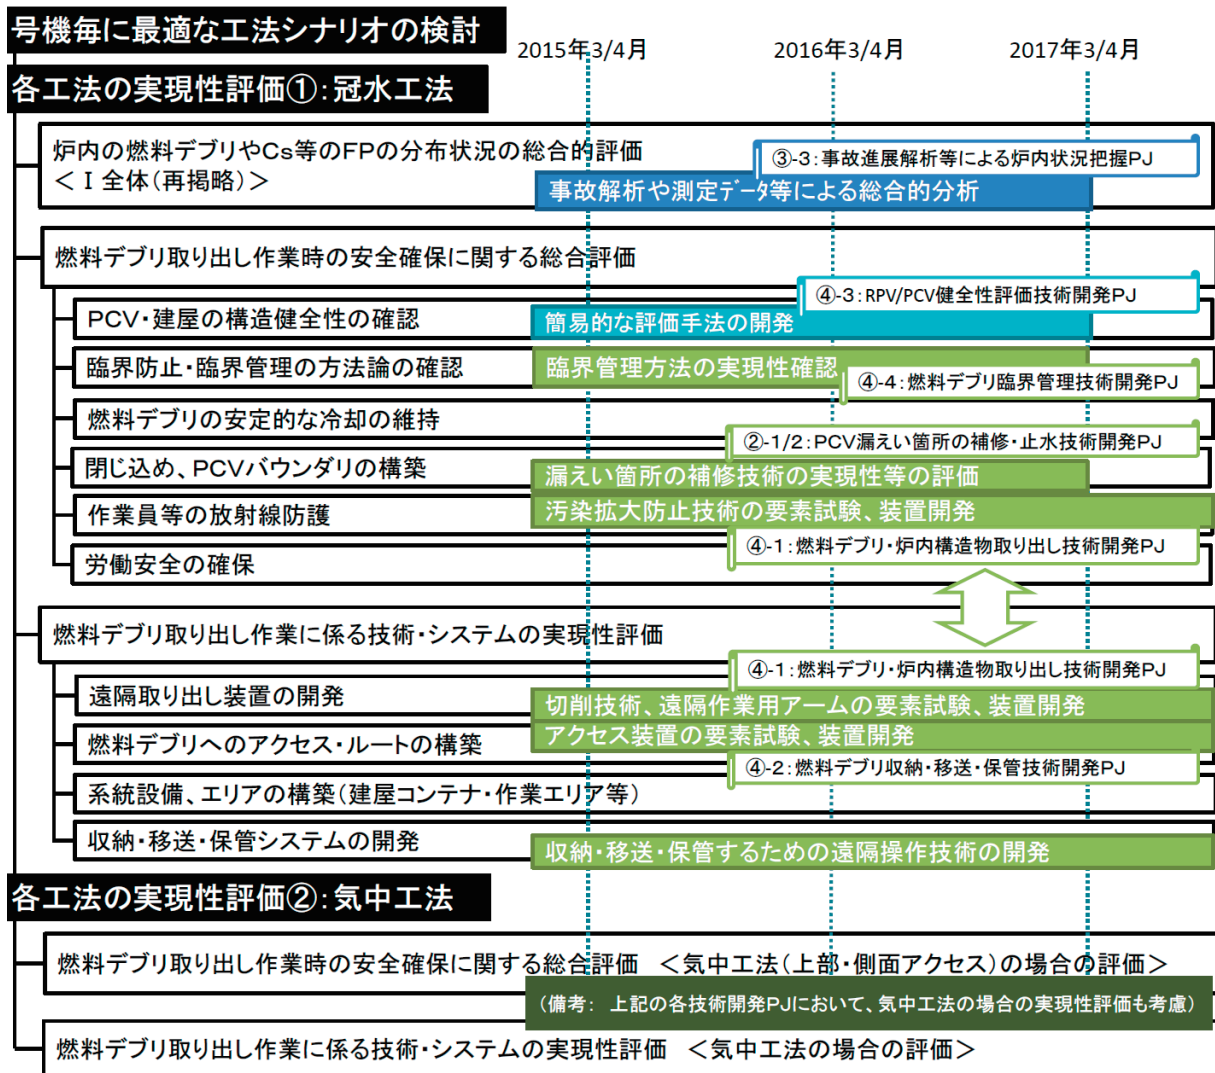 号機毎に最適な工法シナリオの検討
2015年3/4月
2016年3/4月
2017年3/4月
各工法の実現性評価①：冠水工法
炉内の燃料デブリやCs等のFPの分布状況の総合的評価
＜Ⅰ全体（再掲略）＞
③-3：事故進展解析等による炉内状況把握PJ
事故解析や測定データ等による総合的分析
燃料デブリ取り出し作業時の安全確保に関する総合評価
④-3：RPV/PCV健全性評価技術開発PJ
PCV・建屋の構造健全性の確認
簡易的な評価手法の開発
臨界防止・臨界管理の方法論の確認
臨界管理方法の実現性確認
④-4：燃料デブリ臨界管理技術開発PJ
燃料デブリの安定的な冷却の維持
②-1/2：PCV漏えい箇所の補修・止水技術開発PJ
閉じ込め、PCVバウンダリの構築
漏えい箇所の補修技術の実現性等の評価
作業員等の放射線防護
汚染拡大防止技術の要素試験、装置開発
④-1：燃料デブリ・炉内構造物取り出し技術開発PJ
労働安全の確保
燃料デブリ取り出し作業に係る技術・システムの実現性評価
④-1：燃料デブリ・炉内構造物取り出し技術開発PJ
遠隔取り出し装置の開発
切削技術、遠隔作業用アームの要素試験、装置開発
燃料デブリへのアクセス・ルートの構築
アクセス装置の要素試験、装置開発
④-2：燃料デブリ収納・移送・保管技術開発PJ
系統設備、エリアの構築（建屋コンテナ・作業エリア等）
収納・移送・保管システムの開発
収納・移送・保管するための遠隔操作技術の開発
各工法の実現性評価②：気中工法
燃料デブリ取り出し作業時の安全確保に関する総合評価　＜気中工法（上部・側面アクセス）の場合の評価＞
（備考：　上記の各技術開発PJにおいて、気中工法の場合の実現性評価も考慮）
燃料デブリ取り出し作業に係る技術・システムの実現性評価　＜気中工法の場合の評価＞